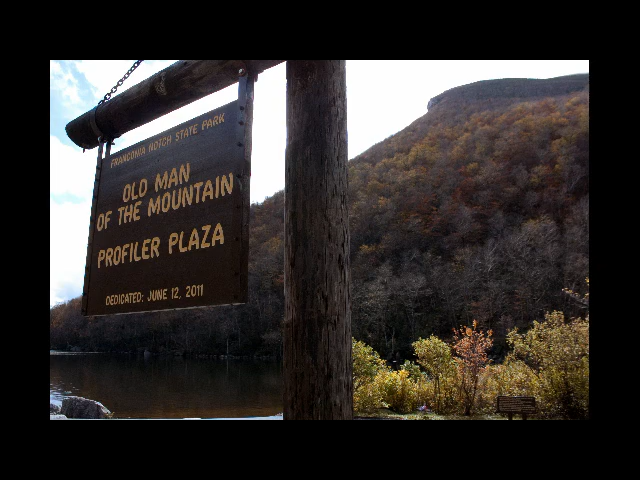 FRANCONIA NOTCH STATE PARK
OLD MAN
OF THE MOUNTAIN
PROFILER PLAZA
DEDICATED: JUNE 12, 2011